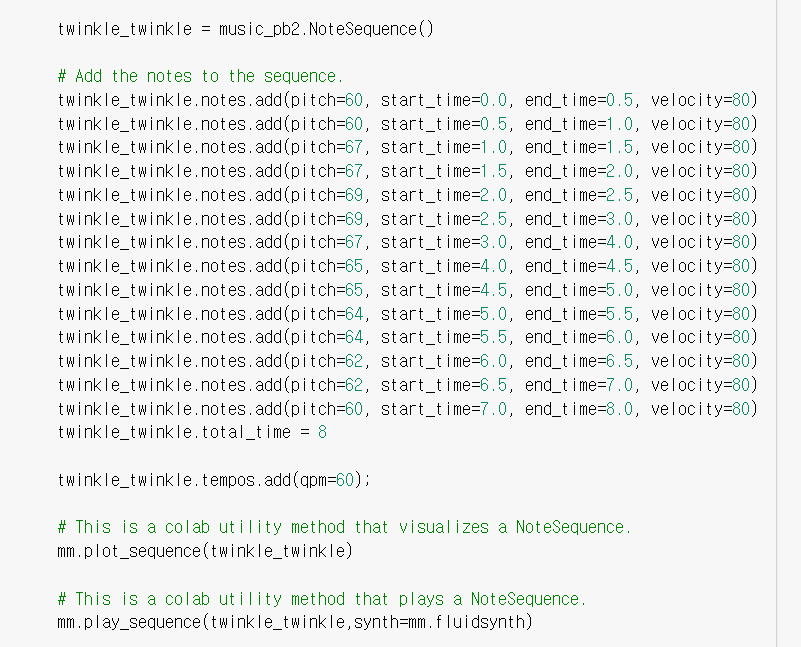 twinkle_twinkle = music_pb2.NoteSequence()
# Add the notes to the sequence.
twinkle_twinkle.notes.add(pitch=60, start_time=0.0, end_time=0.5, velocity=80)
twinkle_twinkle.notes.add(pitch=60, start_time=0.5, end_time=1.0, velocity=80)
twinkle_twinkle.notes.add(pitch=67, start_time=1.0, end_time=1.5, velocity=80)
twinkle_twinkle.notes.add(pitch=67, start_time=1.5, end_time=2.0, velocity=80)
twinkle_twinkle.notes.add(pitch=69, start_time=2.0, end_time=2.5, velocity=80)
twinkle_twinkle.notes.add(pitch=69, start_time=2.5, end_time=3.0, velocity=80)
twinkle_twinkle.notes.add(pitch=67, start_time=3.0, end_time=4.0, velocity=80)
twinkle_twinkle.notes.add(pitch=65, start_time=4.0, end_time=4.5, velocity=80)
twinkle_twinkle.notes.add(pitch=65, start_time=4.5, end_time=5.0, velocity=80)
twinkle_twinkle.notes.add(pitch=64, start_time=5.0, end_time=5.5, velocity=80)
twinkle_twinkle.notes.add(pitch=64, start_time=5.5, end_time=6.0, velocity=80)
twinkle_twinkle.notes.add(pitch=62, start_time=6.0, end_time=6.5, velocity=80)
twinkle_twinkle.notes.add(pitch=62, start_time=6.5, end_time=7.0, velocity=80)
twinkle_twinkle.notes.add(pitch=60, start_time=7.0, end_time=8.0, velocity=80)
twinkle_twinkle.total_time = 8
twinkle_twinkle.tempos.add(qpm=60);
# This is a colab utility method that visualizes a NoteSequence.
mm.plot_sequence(twinkle_twinkle)
# This is a colab utility method that plays a NoteSequence.
mm.play_sequence(twinkle_twinkle,synth=mm.fluidsynth)